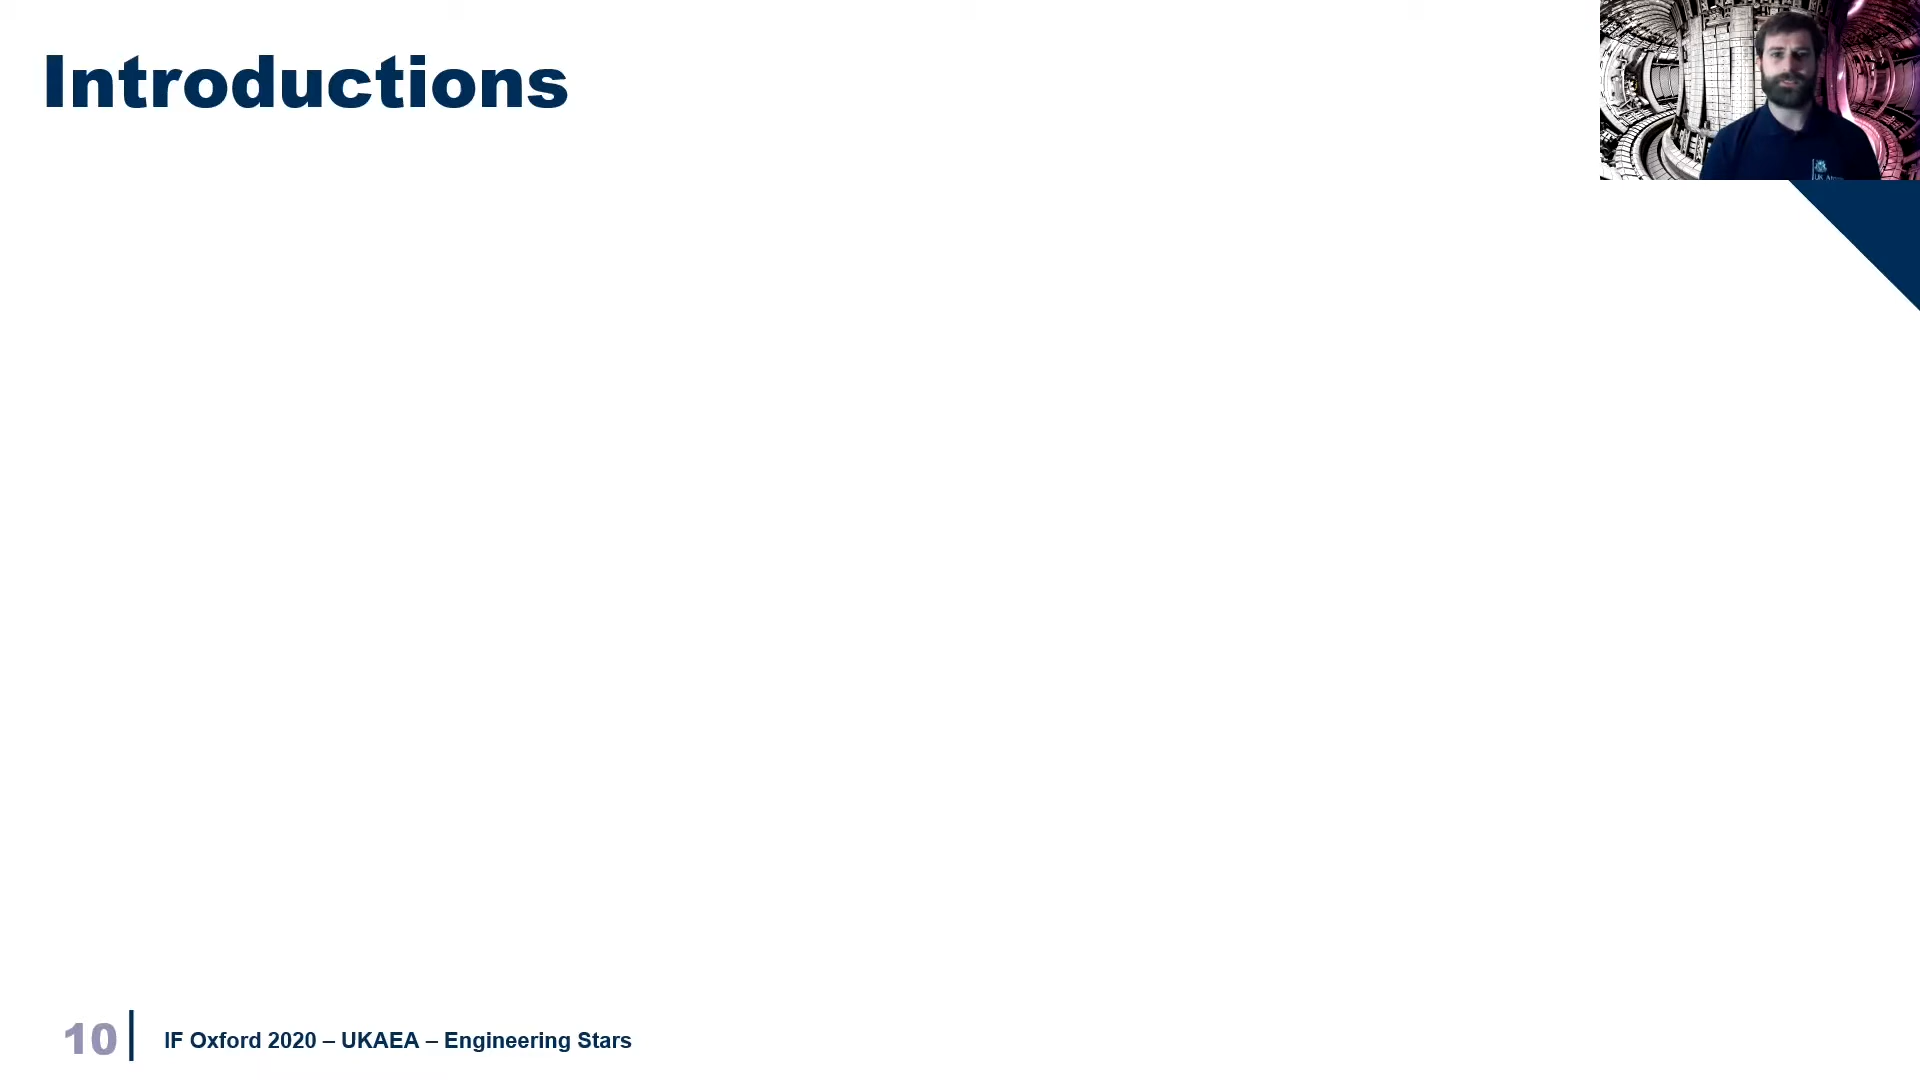 Introductions
10
IF Oxford 2020 – UKAEA – Engineering Stars